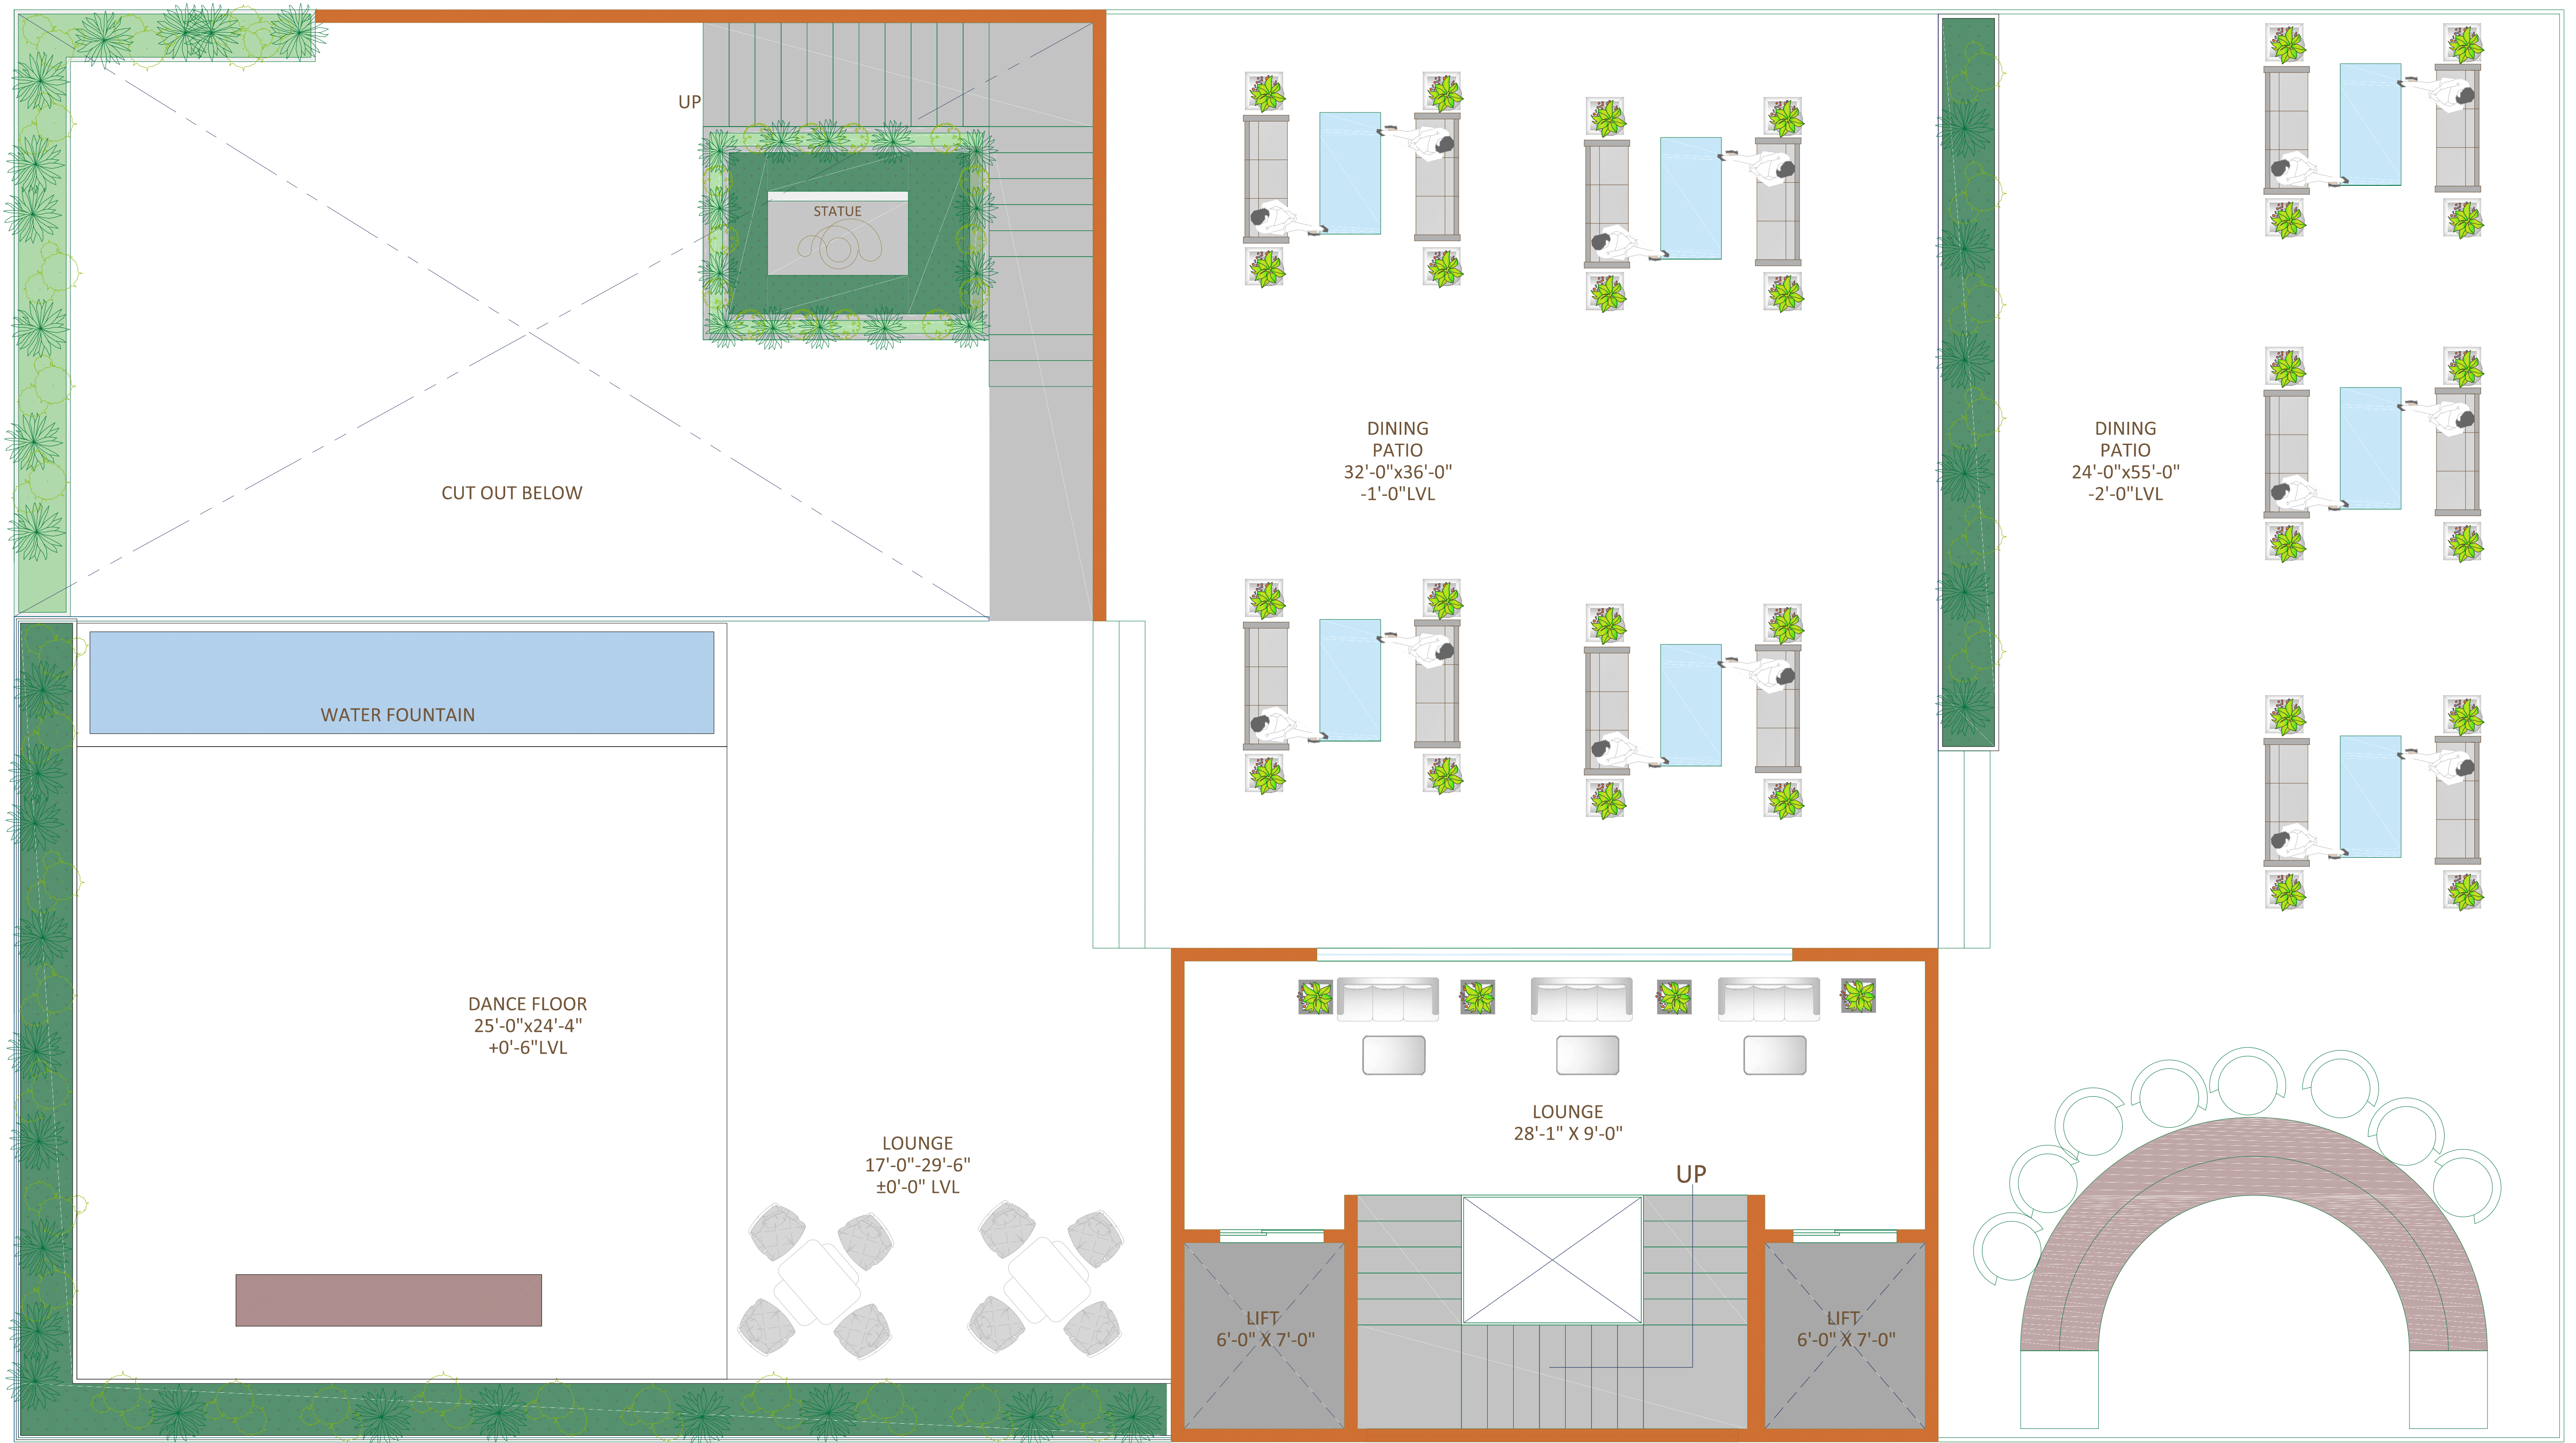 UP
STATUE
CUT OUT BELOW
DINING
PATIO
32'-0"x36'-0"
-1'-0"LVL
DINING
PATIO
24'-0"x55'-0"
-2'-0"LVL
WATER FOUNTAIN
DANCE FLOOR
25'-0"x24'-4"
+0'-6"LVL
LOUNGE
17'-0"-29'-6"
±0'-0" LVL
LOUNGE
28'-1" X 9'-0"
UP
LIFT
6'-0" X 7'-0"
LIFT
6'-0" X 7'-0"